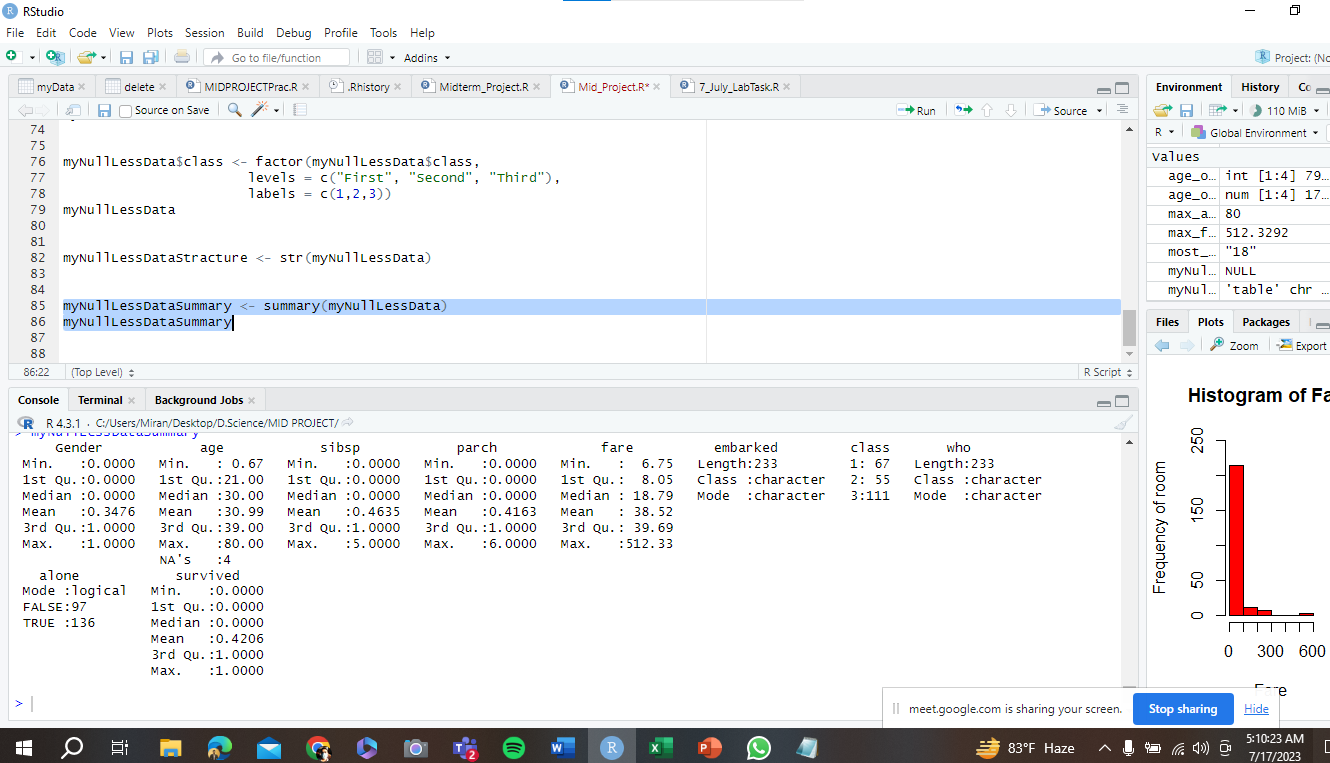 RStudio
File Edit Code View Plots Session Build Debug Profile Tools Help
Go to file/function Addins Project: (No
myData delete MIDPROJECTPrac.R .Rhistory Midterm_Project.R Mid_Project.R* 7_July_LabTask.R
Source on Save Run Source
74
75
76 myNullLessData$class <- factor(myNullLessData$class,
77 levels = c("First", "Second", "Third"),
78 labels = c(1,2,3))
79 myNullLessData
80
81
82 myNullLessDataStracture <- str(myNullLessData)
83
84
85 myNullLessDataSummary <- summary(myNullLessData)
86 myNullLessDataSummary
87
88
86:22 (Top Level) R Script
Console Terminal Background Jobs
R 4.3.1 · C:/Users/Miran/Desktop/D.Science/MID PROJECT/
> myNullLessDataSummary
Gender age sibsp parch fare embarked class who
Min. :0.0000 Min. : 0.67 Min. :0.0000 Min. :0.0000 Min. : 6.75 Length:233 1: 67 Length:233
1st Qu.:0.0000 1st Qu.:21.00 1st Qu.:0.0000 1st Qu.:0.0000 1st Qu.: 8.05 Class :character 2: 55 Class :character
Median :0.0000 Median :30.00 Median :0.0000 Median :0.0000 Median : 18.79 Mode :character 3:111 Mode :character
Mean :0.3476 Mean :30.99 Mean :0.4635 Mean :0.4163 Mean : 38.52
3rd Qu.:1.0000 3rd Qu.:39.00 3rd Qu.:1.0000 3rd Qu.:1.0000 3rd Qu.: 39.69
Max. :1.0000 Max. :80.00 Max. :5.0000 Max. :6.0000 Max. :512.33
NA's :4
alone survived
Mode :logical Min. :0.0000
FALSE:97 1st Qu.:0.0000
TRUE :136 Median :0.0000
Mean :0.4206
3rd Qu.:1.0000
Max. :1.0000
>
Environment History Co
110 MiB
R Global Environment
Values
age_o… int [1:4] 79…
age_o… num [1:4] 17…
max_a… 80
max_f… 512.3292
most_… "18"
myNul… NULL
myNul… 'table' chr …
Files Plots Packages
Zoom Export
Histogram of Fa
Frequency of room
0 50 150 250
0 300 600
Fare
meet.google.com is sharing your screen. Stop sharing Hide
2
83°F Haze
5:10:23 AM
7/17/2023